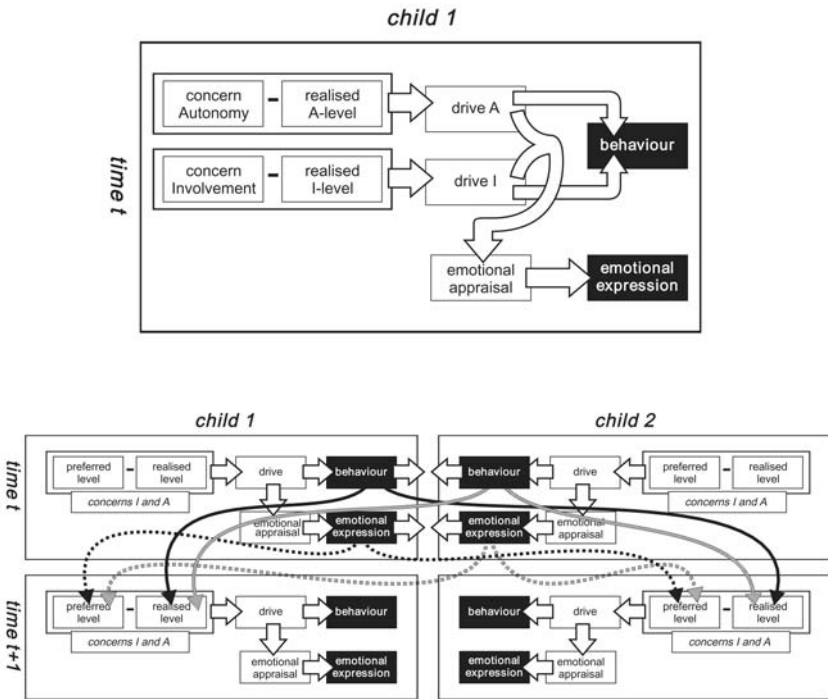 child 1
time t
concern
Autonomy
-
realised
A-level
drive A
behaviour
concern
Involvement
-
realised
I-level
drive I
emotional
appraisal
emotional
expression
child 1
child 2
time t
preferred
level
-
realised
level
concerns I and A
drive
behaviour
emotional
appraisal
emotional
expression
behaviour
drive
preferred
level
-
realised
level
concerns I and A
emotional
expression
emotional
appraisal
time t+1
preferred
level
-
realised
level
concerns I and A
drive
behaviour
emotional
appraisal
emotional
expression
behaviour
drive
preferred
level
-
realised
level
concerns I and A
emotional
expression
emotional
appraisal